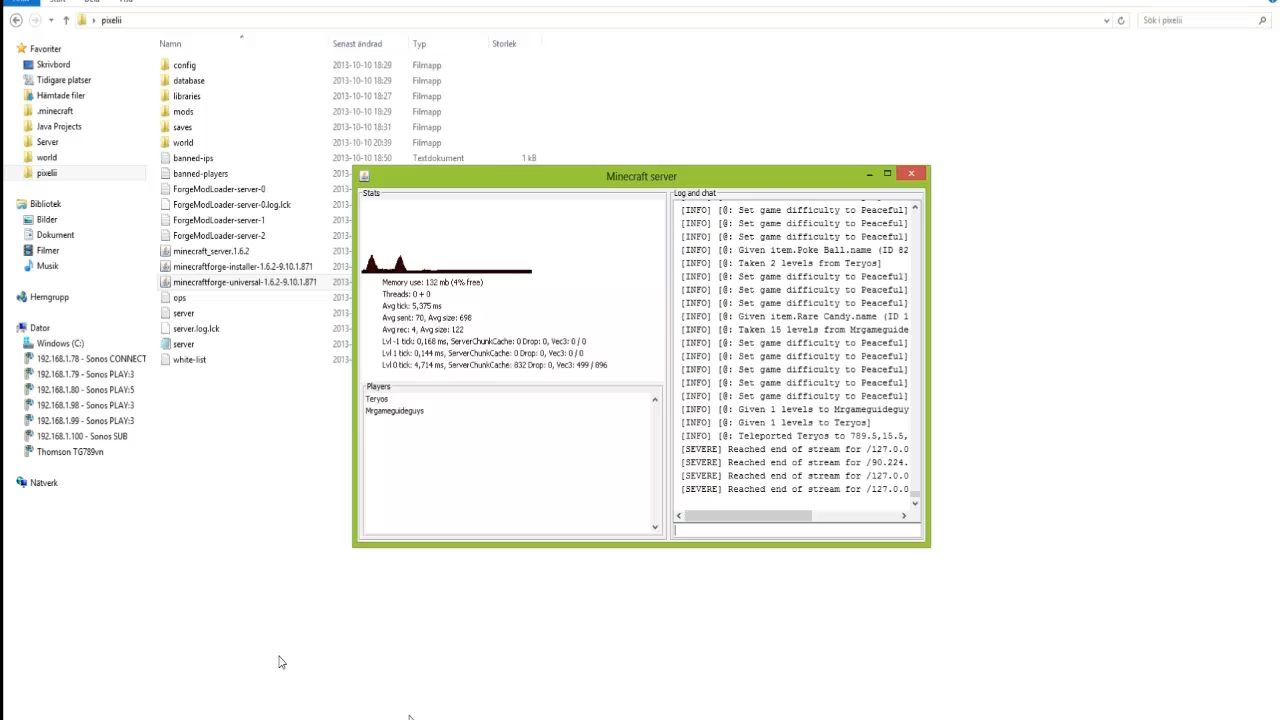 pixelii
Sök i pixelii
Namn Senast ändrad Typ Storlek
Favoriter
Skrivbord
Tidigare platser
Hämtade filer
.minecraft
Java Projects
Server
world
pixelii
Bibliotek
Bilder
Dokument
Filmer
Musik
Hemgrupp
Dator
Windows (C:)
192.168.1.78 - Sonos CONNECT
192.168.1.79 - Sonos PLAY:3
192.168.1.80 - Sonos PLAY:5
192.168.1.98 - Sonos PLAY:3
192.168.1.99 - Sonos PLAY:3
192.168.1.100 - Sonos SUB
Thomson TG789vn
Nätverk
config 2013-10-10 18:29 Filmapp
database 2013-10-10 18:29 Filmapp
libraries 2013-10-10 18:27 Filmapp
mods 2013-10-10 18:29 Filmapp
saves 2013-10-10 18:31 Filmapp
world 2013-10-10 20:39 Filmapp
banned-ips 2013-10-10 18:50 Textdokument 1 kB
banned-players
ForgeModLoader-server-0
ForgeModLoader-server-0.log.lck
ForgeModLoader-server-1
ForgeModLoader-server-2
minecraft_server.1.6.2
minecraftforge-installer-1.6.2-9.10.1.871
minecraftforge-universal-1.6.2-9.10.1.871
ops
server
server.log.lck
server
white-list
Minecraft server
Stats
Memory use: 132 mb (4% free)
Threads: 0 + 0
Avg tick: 5,375 ms
Avg sent: 70, Avg size: 698
Avg rec: 4, Avg size: 122
Lvl -1 tick: 0,168 ms, ServerChunkCache: 0 Drop: 0, Vec3: 0 / 0
Lvl 1 tick: 0,144 ms, ServerChunkCache: 0 Drop: 0, Vec3: 0 / 0
Lvl 0 tick: 4,714 ms, ServerChunkCache: 832 Drop: 0, Vec3: 499 / 896
Players
Teryos
Mrgameguideguys
Log and chat
[INFO] [@: Set game difficulty to Peaceful]
[INFO] [@: Set game difficulty to Peaceful]
[INFO] [@: Set game difficulty to Peaceful]
[INFO] [@: Given item.Poke Ball.name (ID 82
[INFO] [@: Taken 2 levels from Teryos]
[INFO] [@: Set game difficulty to Peaceful]
[INFO] [@: Set game difficulty to Peaceful]
[INFO] [@: Set game difficulty to Peaceful]
[INFO] [@: Given item.Rare Candy.name (ID 1
[INFO] [@: Taken 15 levels from Mrgameguide
[INFO] [@: Set game difficulty to Peaceful]
[INFO] [@: Set game difficulty to Peaceful]
[INFO] [@: Set game difficulty to Peaceful]
[INFO] [@: Set game difficulty to Peaceful]
[INFO] [@: Set game difficulty to Peaceful]
[INFO] [@: Given 1 levels to Mrgameguideguy
[INFO] [@: Given 1 levels to Teryos]
[INFO] [@: Teleported Teryos to 789.5,15.5,
[SEVERE] Reached end of stream for /127.0.0
[SEVERE] Reached end of stream for /90.224.
[SEVERE] Reached end of stream for /127.0.0
[SEVERE] Reached end of stream for /127.0.0